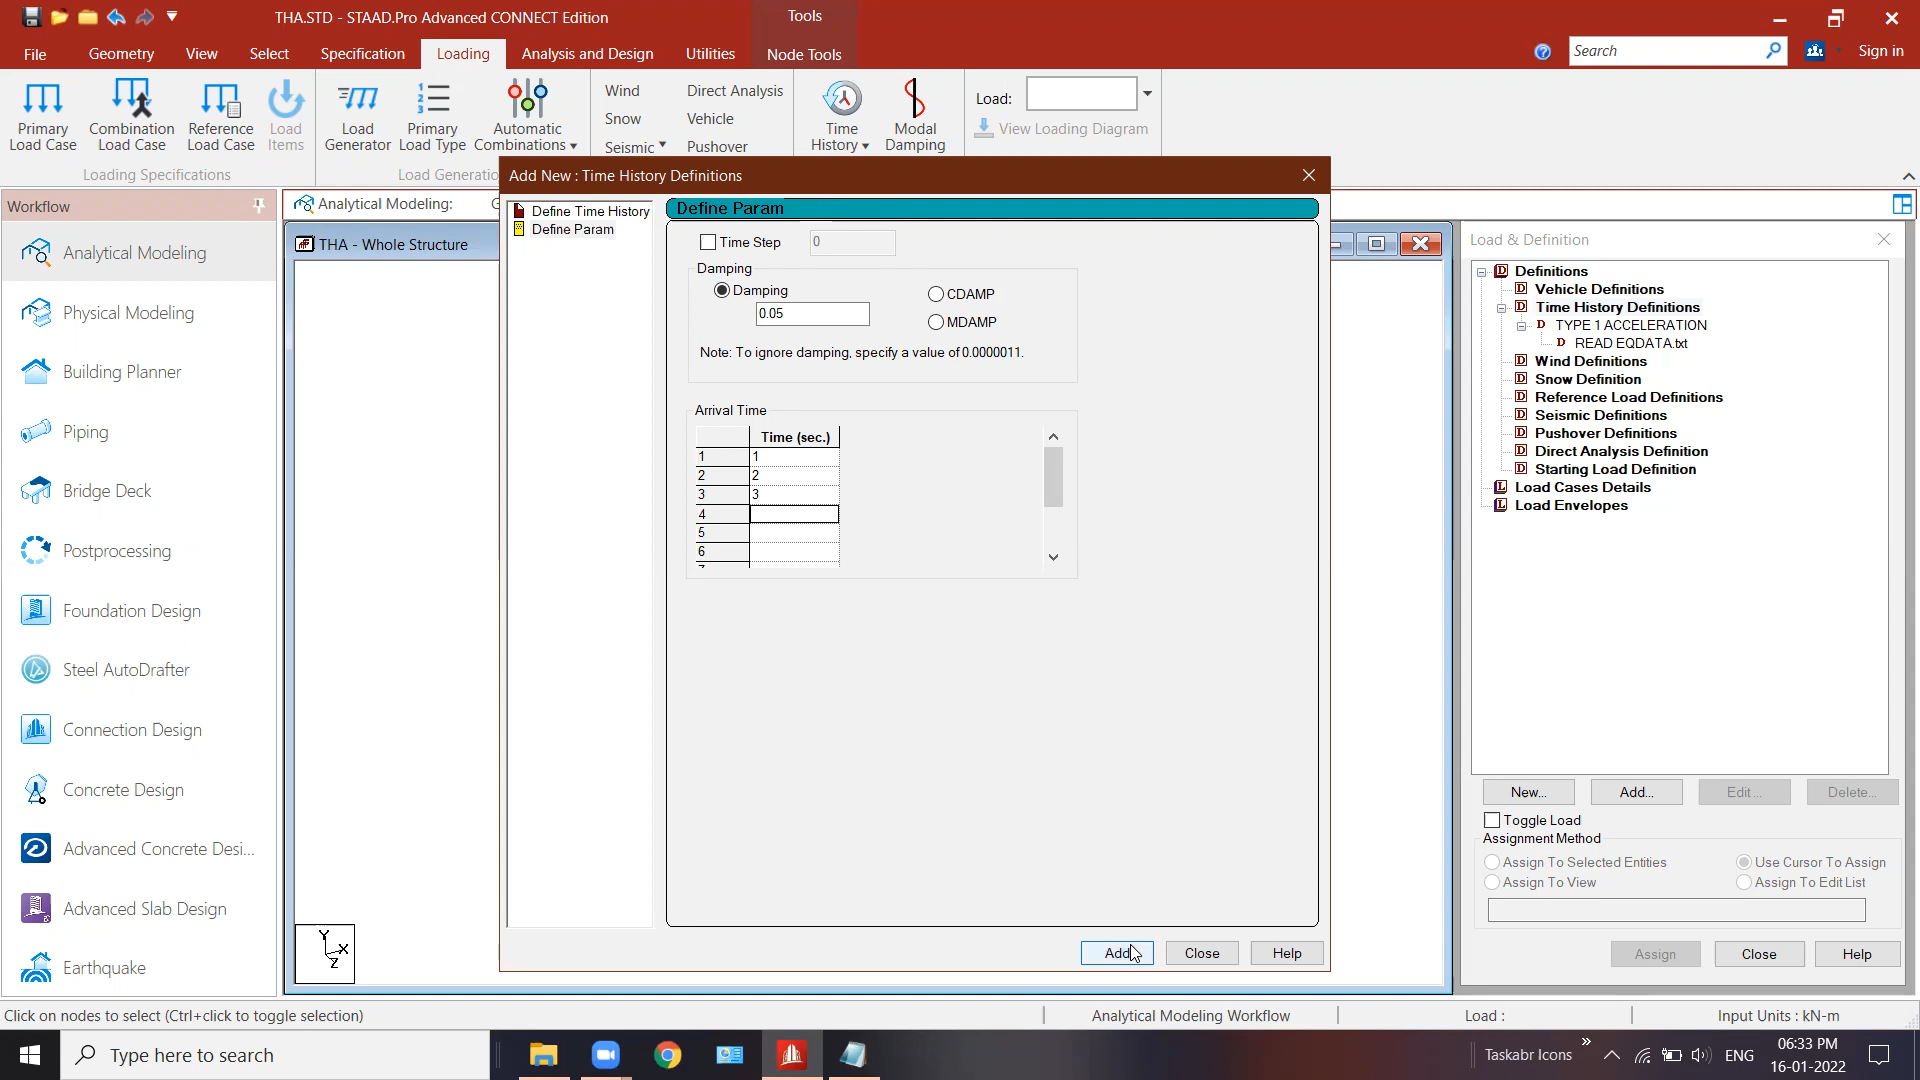 THA.STD - STAAD.Pro Advanced CONNECT Edition
Tools
File
Geometry
View
Select
Specification
Loading
Analysis and Design
Utilities
Node Tools
Search
Sign in
Primary
Load Case
Combination
Load Case
Reference
Load Case
Load
Items
Loading Specifications
Load
Generator
Primary
Load Type
Automatic
Combinations
Load Generatio
Wind
Snow
Seismic
Direct Analysis
Vehicle
Pushover
Time
History
Modal
Damping
Load:
View Loading Diagram
Workflow
Analytical Modeling
Physical Modeling
Building Planner
Piping
Bridge Deck
Postprocessing
Foundation Design
Steel AutoDrafter
Connection Design
Concrete Design
Advanced Concrete Desi...
Advanced Slab Design
Earthquake
Analytical Modeling:
THA - Whole Structure
Y
X
Z
Add New : Time History Definitions
Define Time History
Define Param
Define Param
Time Step
0
Damping
Damping
0.05
CDAMP
MDAMP
Note: To ignore damping, specify a value of 0.0000011.
Arrival Time
Time (sec.)
1 1
2 2
3 3
4
5
6
7
Add
Close
Help
Load & Definition
Definitions
Vehicle Definitions
Time History Definitions
TYPE 1 ACCELERATION
READ EQDATA.txt
Wind Definitions
Snow Definition
Reference Load Definitions
Seismic Definitions
Pushover Definitions
Direct Analysis Definition
Starting Load Definition
Load Cases Details
Load Envelopes
New...
Add...
Edit...
Delete...
Toggle Load
Assignment Method
Assign To Selected Entities
Use Cursor To Assign
Assign To View
Assign To Edit List
Assign
Close
Help
Click on nodes to select (Ctrl+click to toggle selection)
Analytical Modeling Workflow
Load :
Input Units : kN-m
Type here to search
Taskabr Icons
ENG
06:33 PM
16-01-2022